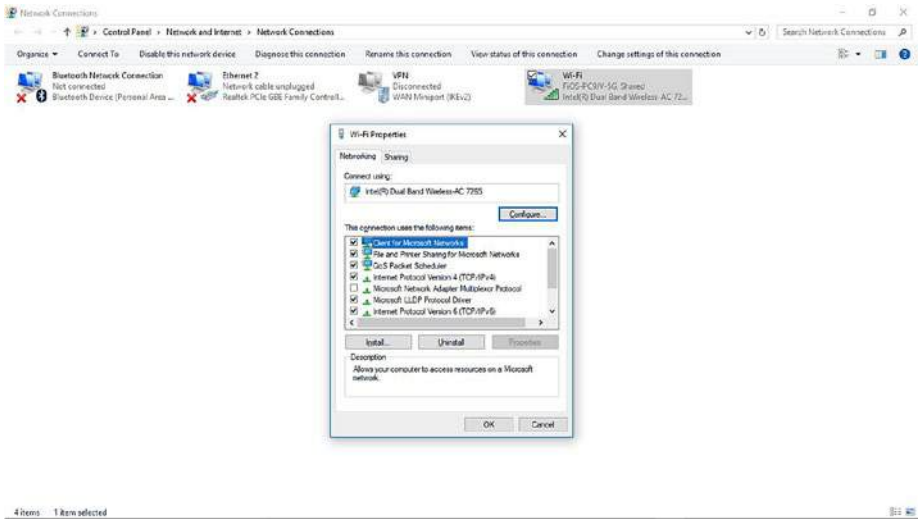 Network Connections
Control Panel › Network and Internet › Network Connections
Search Network Connections
Organize
Connect To
Disable this network device
Diagnose this connection
Rename this connection
View status of this connection
Change settings of this connection
Bluetooth Network Connection
Not connected
Bluetooth Device (Personal Area ...
Ethernet 2
Network cable unplugged
Realtek PCIe GBE Family Controll...
VPN
Disconnected
WAN Miniport (IKEv2)
Wi-Fi
Shared
Intel(R) Dual Band Wireless-AC 72...
Wi-Fi Properties
Networking
Sharing
Connect using:
Intel(R) Dual Band Wireless-AC
Configure...
This connection uses the following items:
Client for Microsoft Networks
File and Printer Sharing for Microsoft Networks
QoS Packet Scheduler
Internet Protocol Version 4 (TCP/IPv4)
Microsoft Network Adapter Multiplexor Protocol
Microsoft LLDP Protocol Driver
Internet Protocol Version 6 (TCP/IPv6)
Install...
Uninstall
Properties
Description
Allows your computer to access resources on a Microsoft
network.
OK
Cancel
4 items
1 item selected